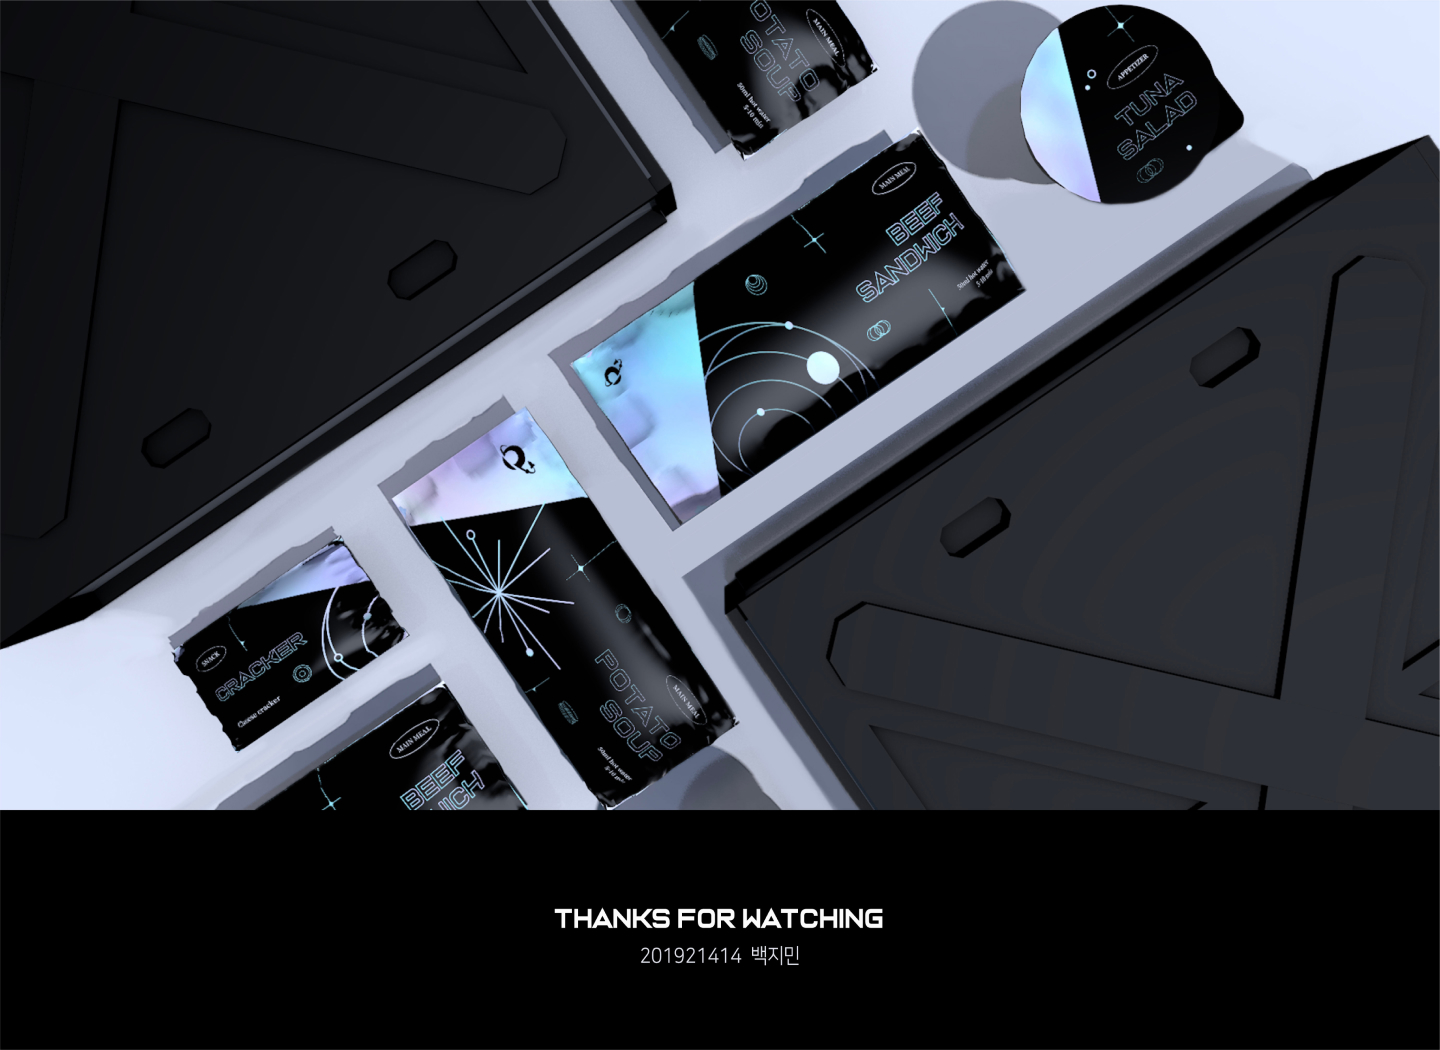 OTATO
SOUP
MAIN MEAL
50ml hot water
5-10 min
APPETIZER
TUNA
SALAD
MAIN MEAL
BEEF
SANDWICH
50ml hot water
5-10 min
SNACK
CRACKER
Cheese cracker
POTATO
SOUP
MAIN MEAL
50ml hot water
5-10 min
MAIN MEAL
BEEF
WICH
THANKS FOR WATCHING
201921414 백지민